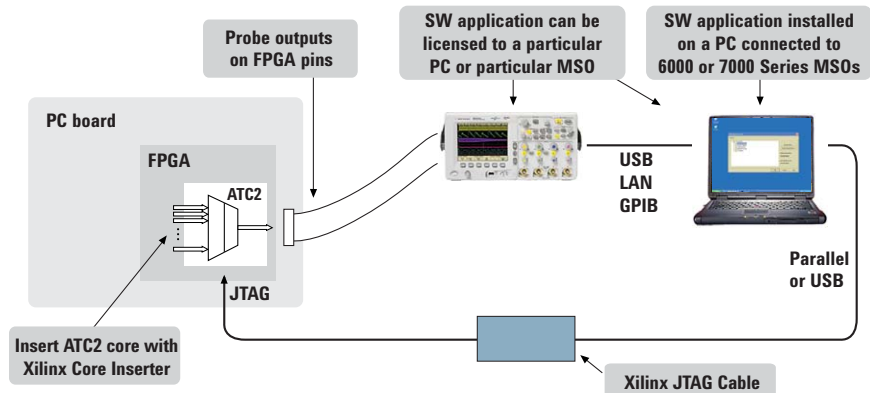 Probe outputs
on FPGA pins
SW application can be
licensed to a particular
PC or particular MSO
SW application installed
on a PC connected to
6000 or 7000 Series MSOs
PC board
FPGA
ATC2
USB
LAN
GPIB
Parallel
or USB
JTAG
Insert ATC2 core with
Xilinx Core Inserter
Xilinx JTAG Cable